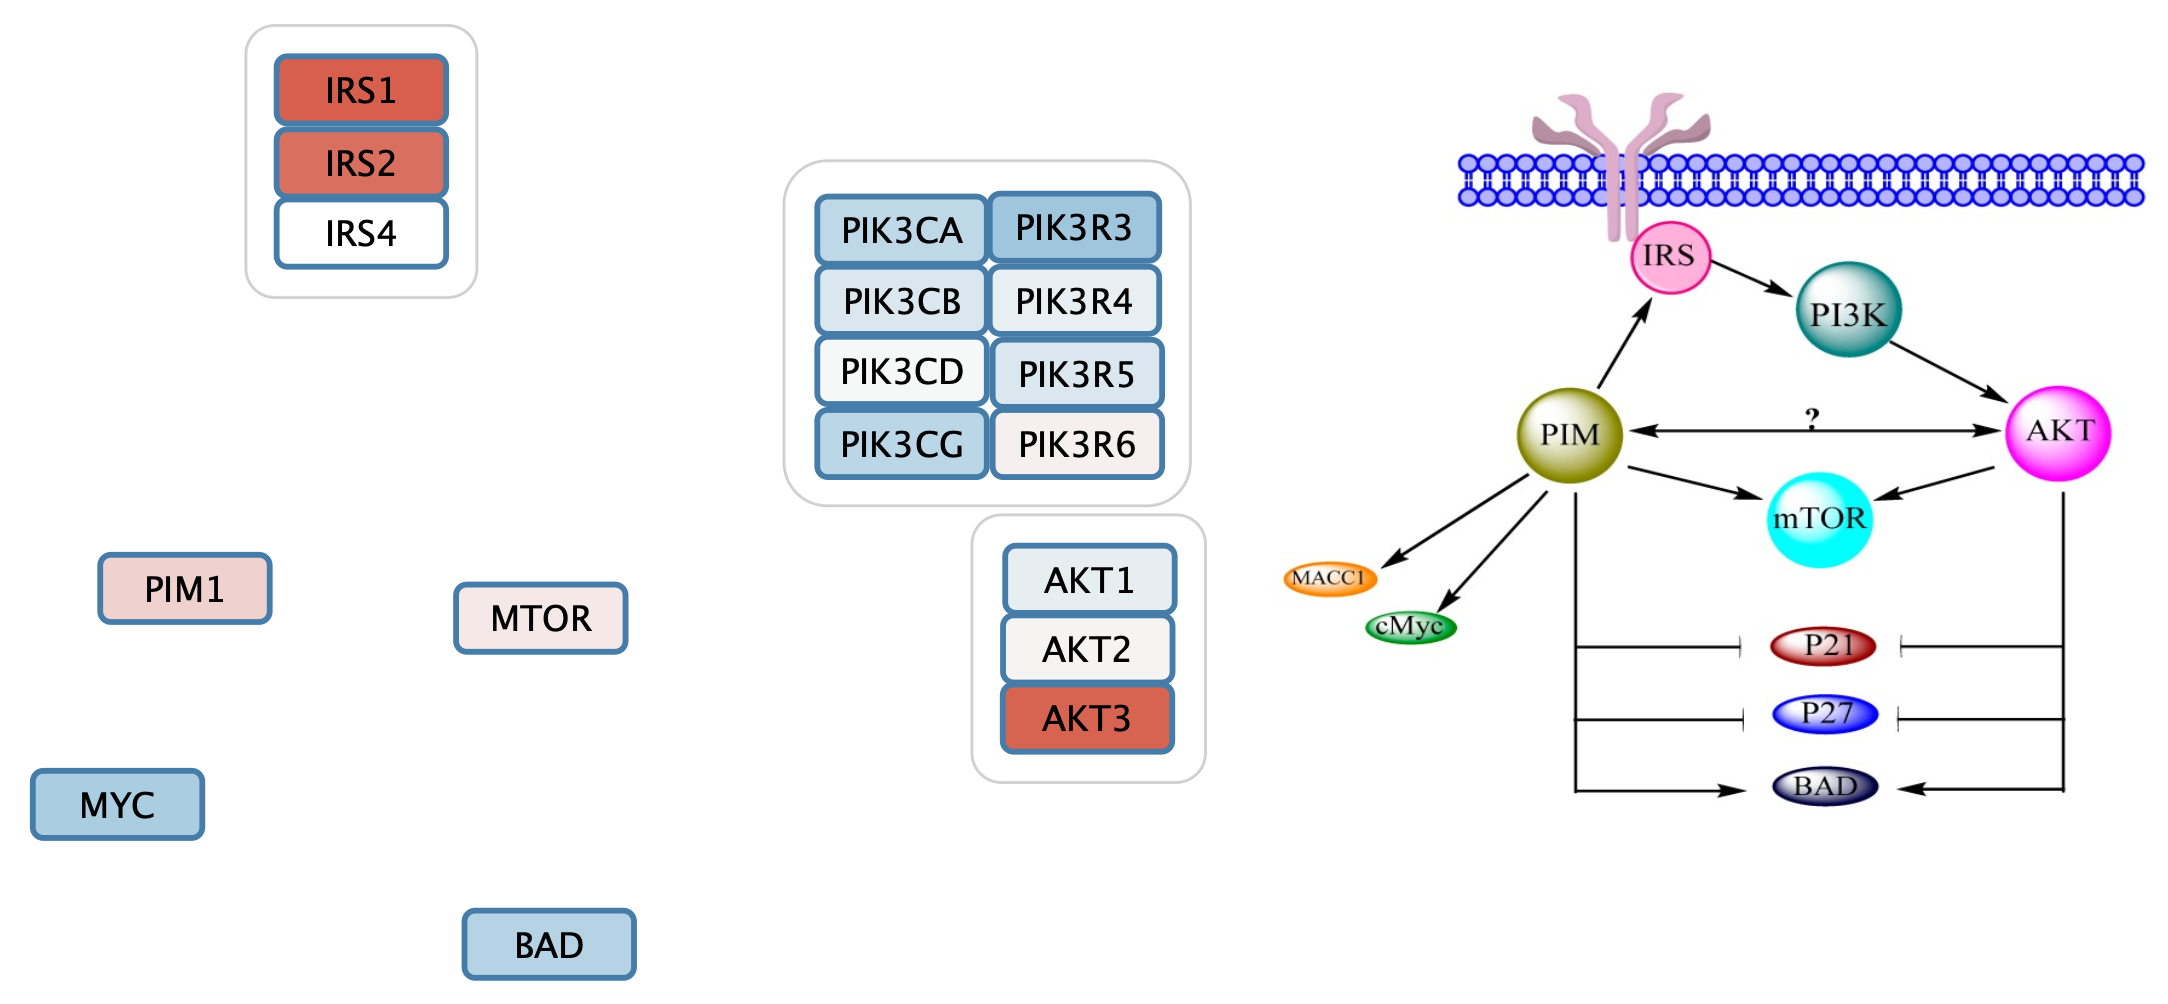 IRS1
IRS2
IRS4
PIK3CA
PIK3R3
PIK3CB
PIK3R4
PIK3CD
PIK3R5
PIK3CG
PIK3R6
AKT1
AKT2
AKT3
PIM1
MTOR
MYC
BAD
IRS
PI3K
PIM
?
AKT
mTOR
MACC1
cMyc
P21
P27
BAD